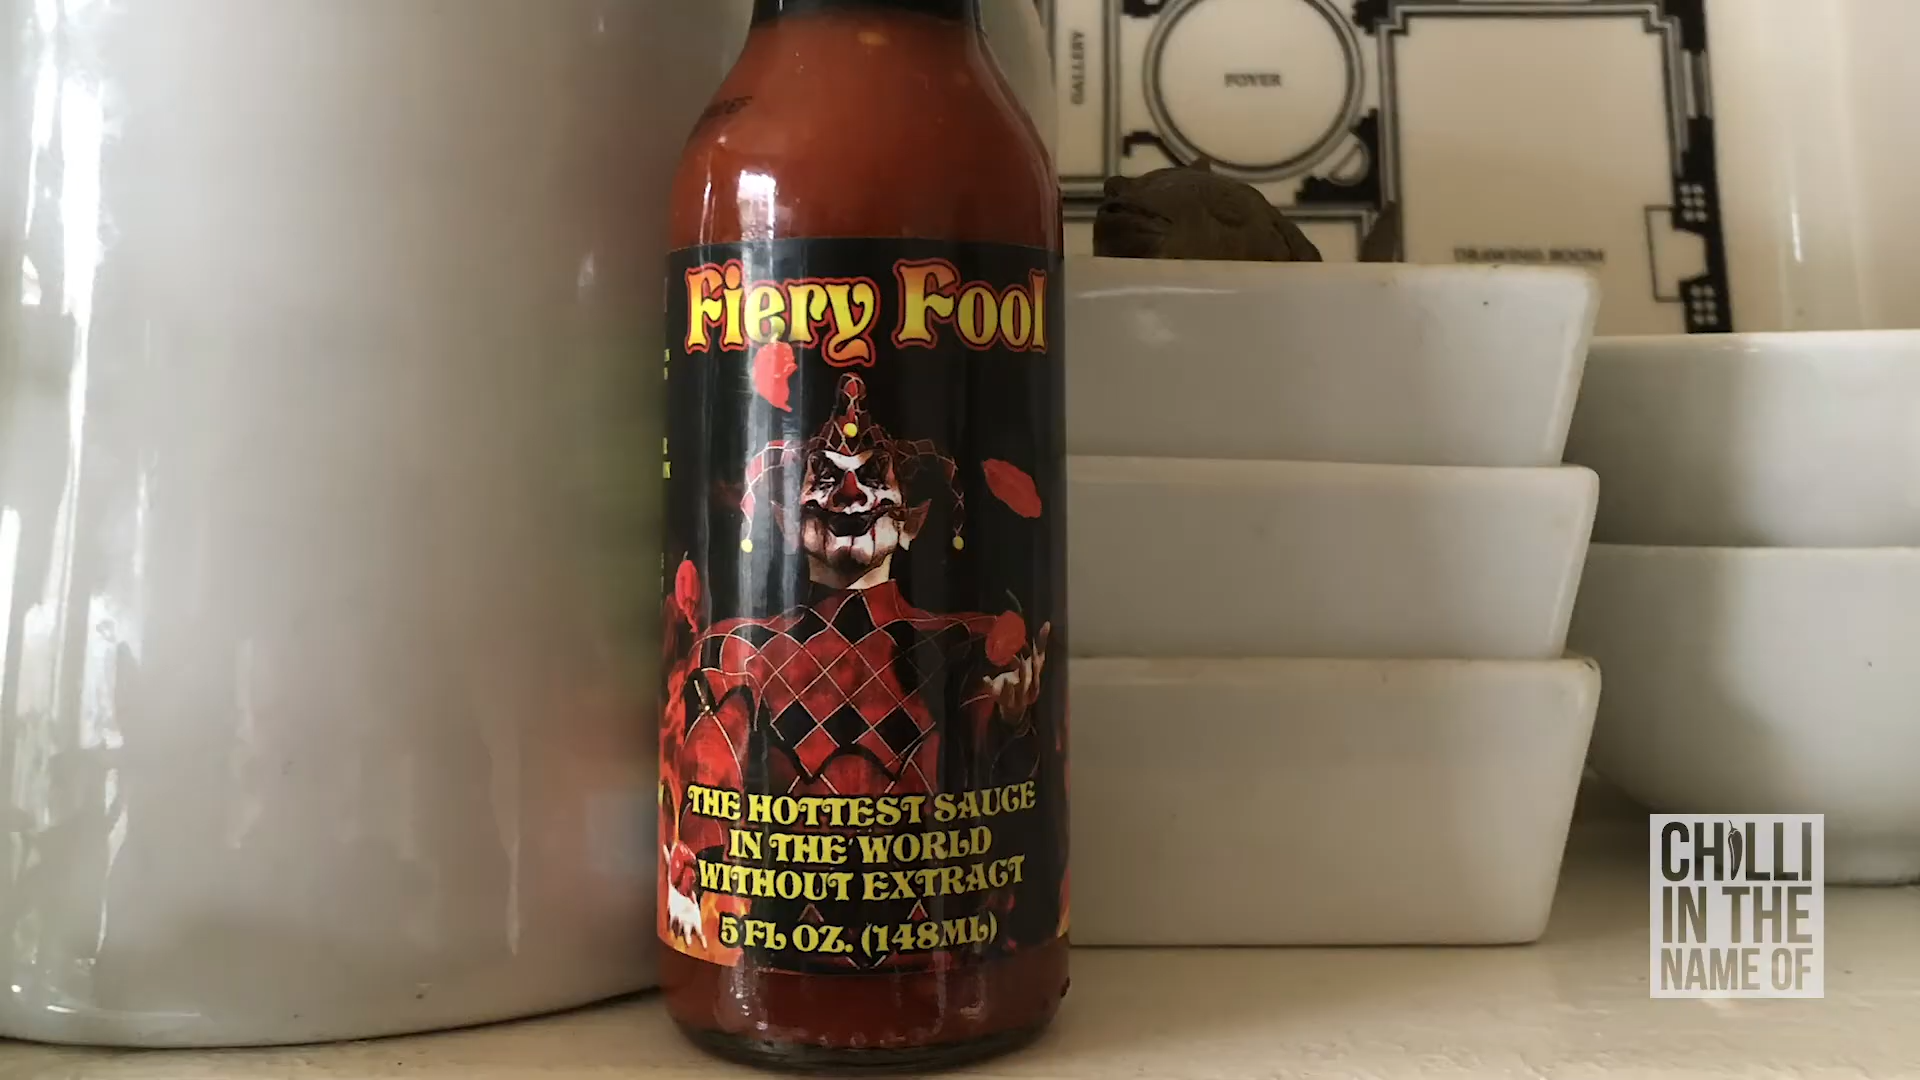 GALLERY
FOYER
DRAWING ROOM
Fiery Fool
THE HOTTEST SAUCE
IN THE WORLD
WITHOUT EXTRACT
5 FL OZ. (148ML)
CHILLI
IN THE
NAME OF